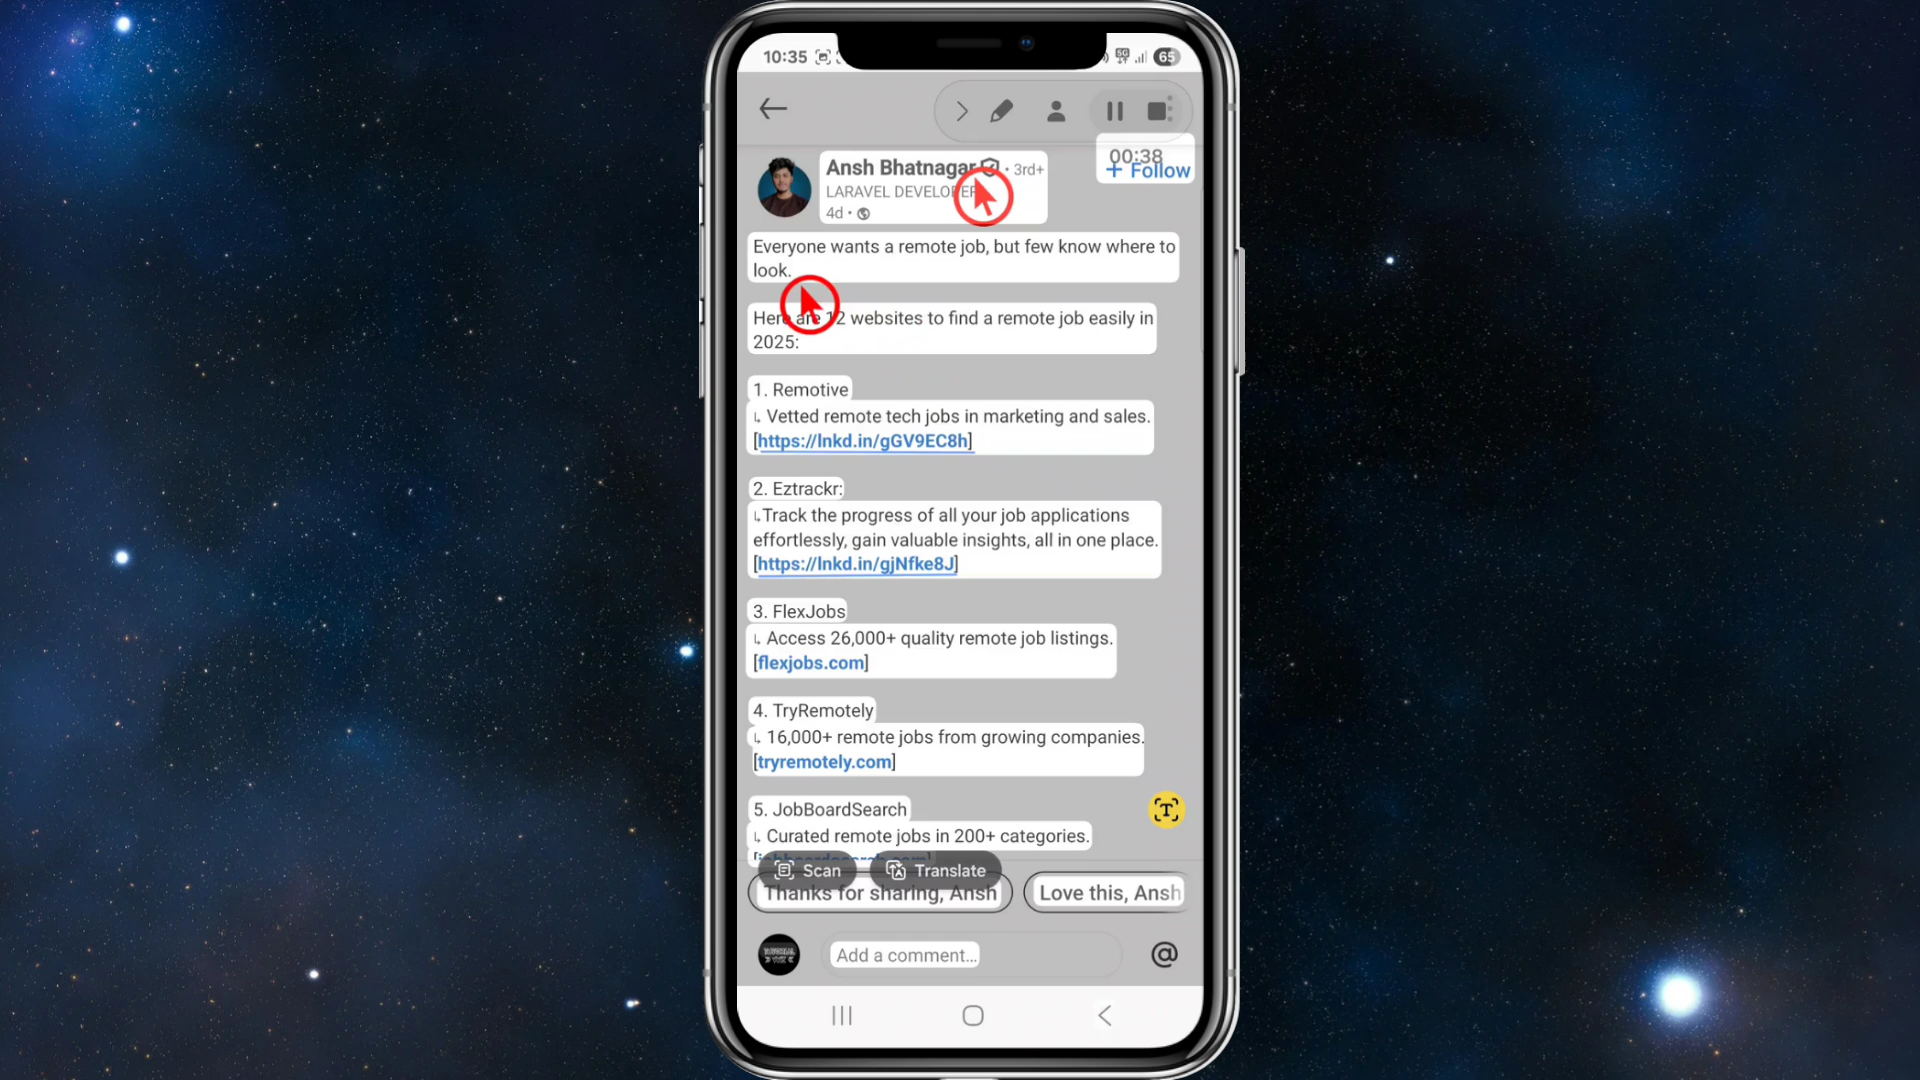 10:35
5G
65
00:38
Ansh Bhatnagar • 3rd+
+ Follow
LARAVEL DEVELOPER
4d •
Everyone wants a remote job, but few know where to
look.
Here are 12 websites to find a remote job easily in
2025:
1. Remotive
↳ Vetted remote tech jobs in marketing and sales.
[https://lnkd.in/gGV9EC8h]
2. Eztrackr:
↳Track the progress of all your job applications
effortlessly, gain valuable insights, all in one place.
[https://lnkd.in/gjNfke8J]
3. FlexJobs
↳ Access 26,000+ quality remote job listings.
[flexjobs.com]
4. TryRemotely
↳ 16,000+ remote jobs from growing companies.
[tryremotely.com]
5. JobBoardSearch
↳ Curated remote jobs in 200+ categories.
T
Scan Translate
Thanks for sharing, Ansh Love this, Ansh
Add a comment... @